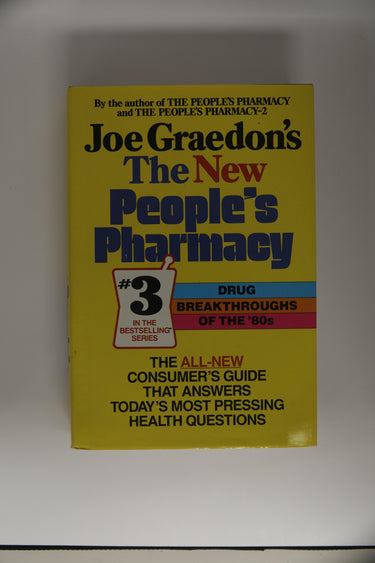 By the author of THE PEOPLE'S PHARMACY
and THE PEOPLE'S PHARMACY-2
Joe Graedon's
The New
People's
Pharmacy
#3
IN THE
BESTSELLING
SERIES
DRUG
BREAKTHROUGHS
OF THE '80s
THE ALL-NEW
CONSUMER'S GUIDE
THAT ANSWERS
TODAY'S MOST PRESSING
HEALTH QUESTIONS